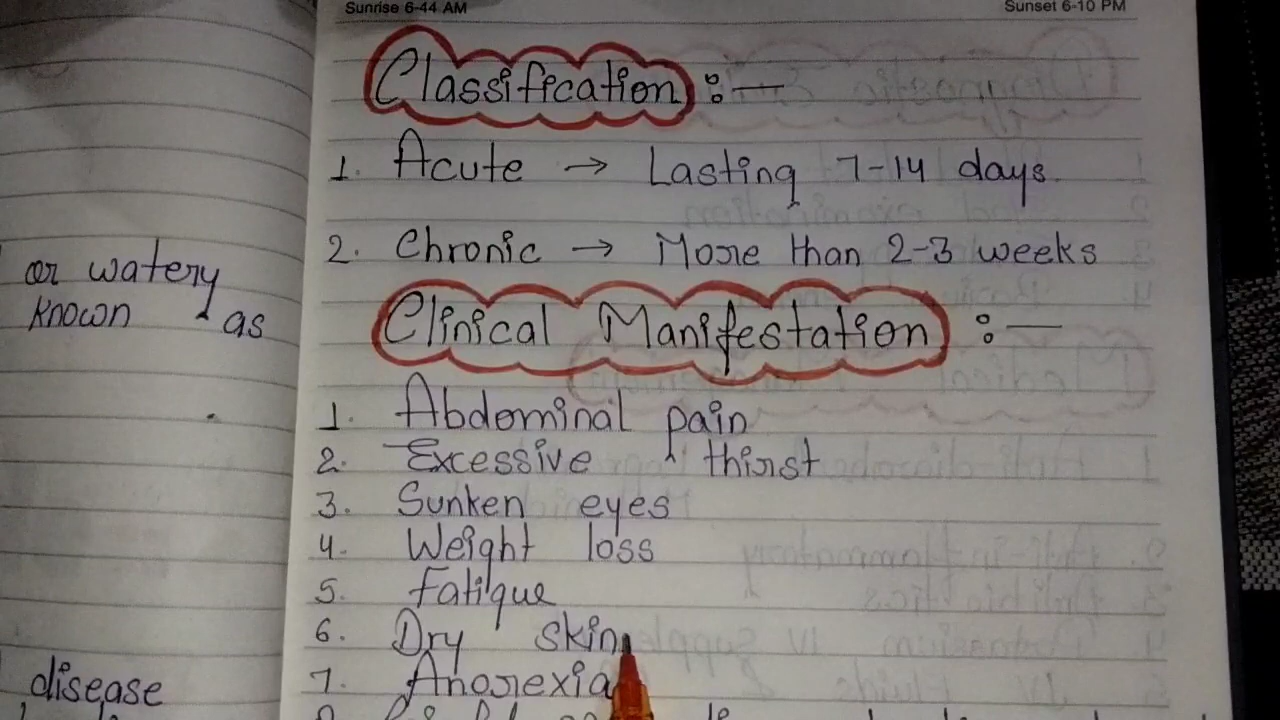 Sunrise 6-44 AM
Sunset 6-10 PM
Classification :-
1. Acute → Lasting 7-14 days.
2. Chronic → More than 2-3 weeks
Clinical Manifestation :-
1. Abdominal pain
2. Excessive thirst
3. Sunken eyes
4. Weight loss
5. Fatique
6. Dry skin
7. Anorexia
or watery
known as
disease